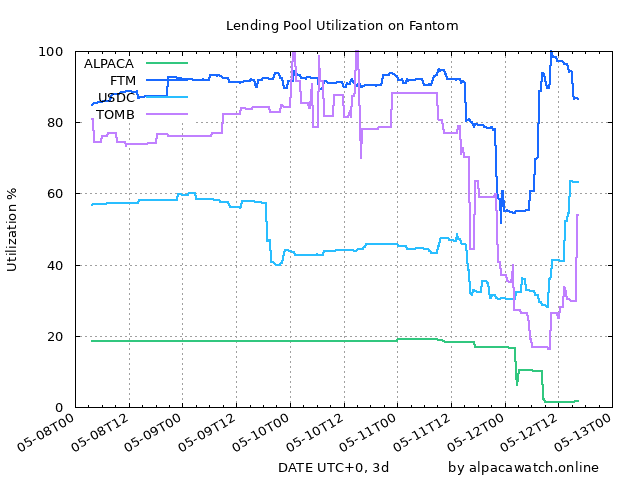 Lending Pool Utilization on Fantom
100
80
60
40
20
0
Utilization %
ALPACA
FTM
USDC
TOMB
05-08T00
05-08T12
05-09T00
05-09T12
05-10T00
05-10T12
05-11T00
05-11T12
05-12T00
05-12T12
05-13T00
DATE UTC+0, 3d
by alpacawatch.online